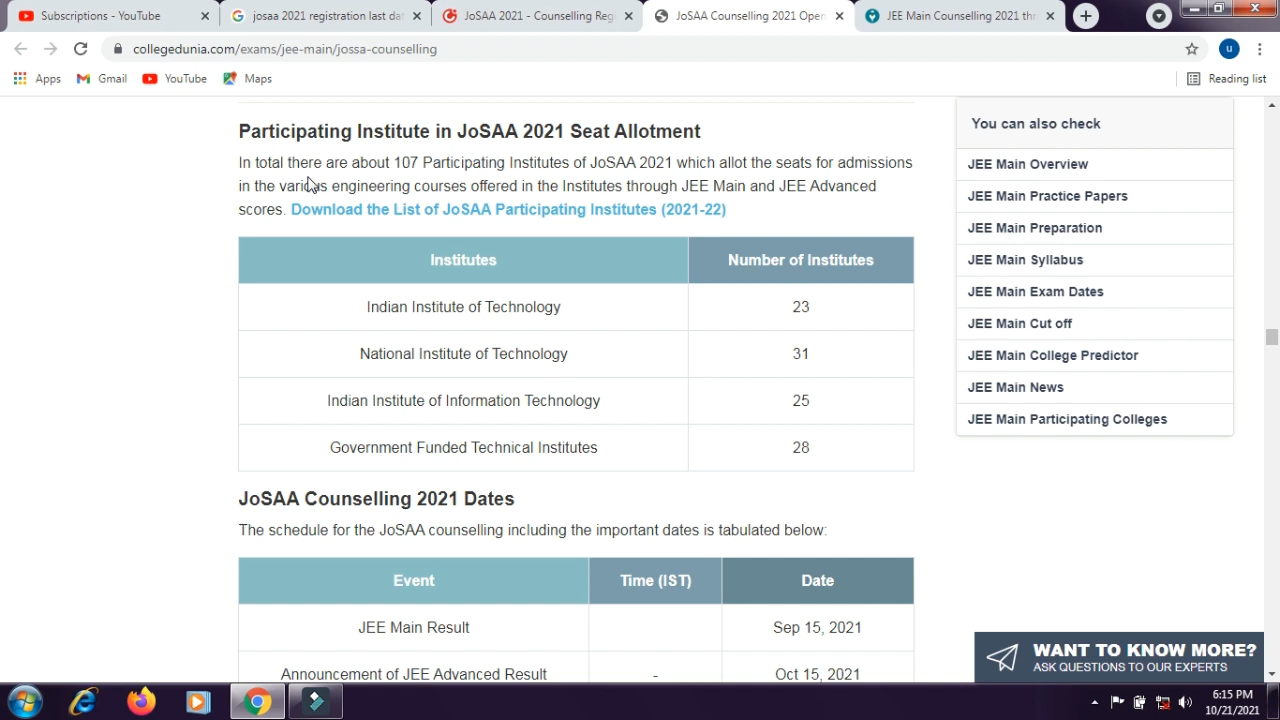 Subscriptions - YouTube
josaa 2021 registration last dat
JoSAA 2021 - Counselling Reg
JoSAA Counselling 2021 Open
JEE Main Counselling 2021 thr
collegedunia.com/exams/jee-main/jossa-counselling
u
Apps
Gmail
YouTube
Maps
Reading list
Participating Institute in JoSAA 2021 Seat Allotment
In total there are about 107 Participating Institutes of JoSAA 2021 which allot the seats for admissions
in the various engineering courses offered in the Institutes through JEE Main and JEE Advanced
scores. Download the List of JoSAA Participating Institutes (2021-22)
Institutes Number of Institutes
Indian Institute of Technology 23
National Institute of Technology 31
Indian Institute of Information Technology 25
Government Funded Technical Institutes 28
JoSAA Counselling 2021 Dates
The schedule for the JoSAA counselling including the important dates is tabulated below:
Event Time (IST) Date
JEE Main Result Sep 15, 2021
Announcement of JEE Advanced Result - Oct 15, 2021
You can also check
JEE Main Overview
JEE Main Practice Papers
JEE Main Preparation
JEE Main Syllabus
JEE Main Exam Dates
JEE Main Cut off
JEE Main College Predictor
JEE Main News
JEE Main Participating Colleges
WANT TO KNOW MORE?
ASK QUESTIONS TO OUR EXPERTS
6:15 PM
10/21/2021